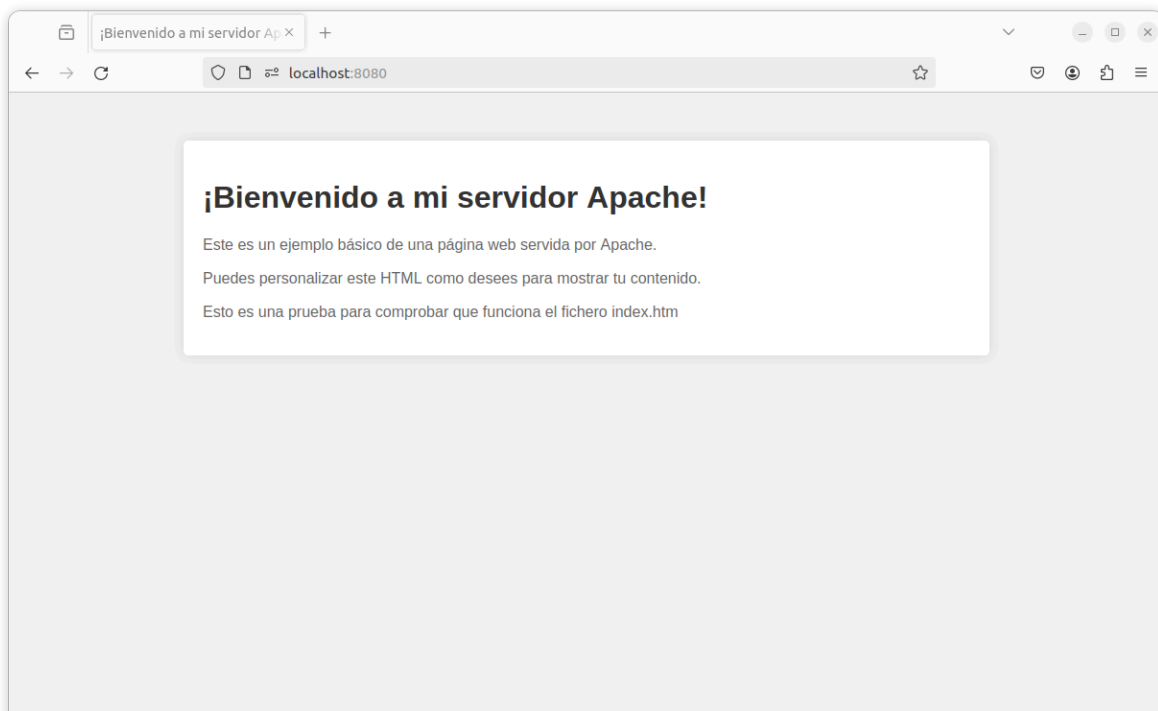 ¡Bienvenido a mi servidor Ap
localhost:8080
¡Bienvenido a mi servidor Apache!
Este es un ejemplo básico de una página web servida por Apache.
Puedes personalizar este HTML como desees para mostrar tu contenido.
Esto es una prueba para comprobar que funciona el fichero index.htm